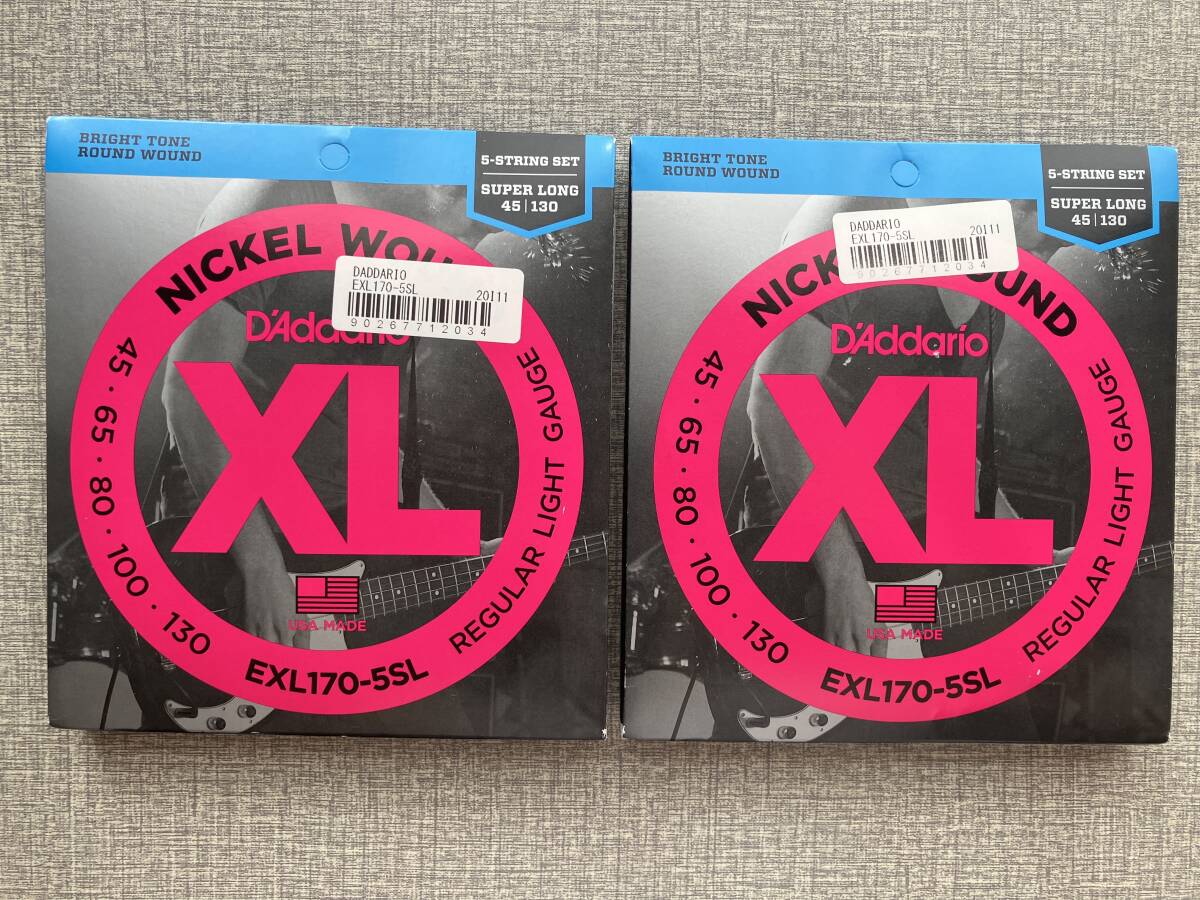 BRIGHT TONE
ROUND WOUND
5-STRING SET
SUPER LONG
45 | 130
NICKEL WOU
DADDARIO
EXL170-5SL 20I11
90267712034
D'Addario
XL
45 · 65 · 80 · 100 · 130
REGULAR LIGHT GAUGE
USA MADE
EXL170-5SL
BRIGHT TONE
ROUND WOUND
5-STRING SET
SUPER LONG
45 | 130
DADDARIO
EXL170-5SL 20I11
90267712034
NICK OUND
D'Addario
XL
45 · 65 · 80 · 100 · 130
REGULAR LIGHT GAUGE
USA MADE
EXL170-5SL